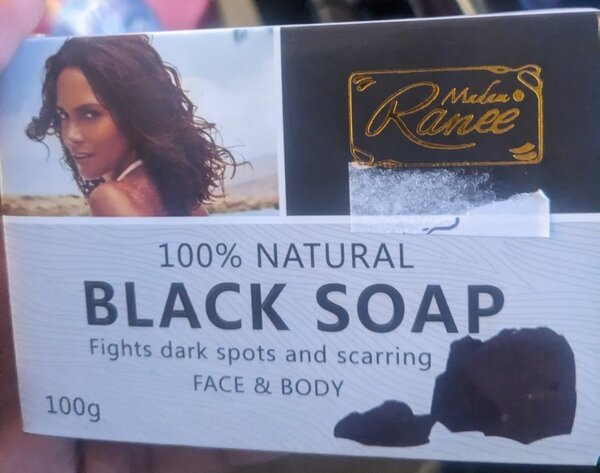 Madam
Ranee
100% NATURAL
BLACK SOAP
Fights dark spots and scarring
FACE & BODY
100g